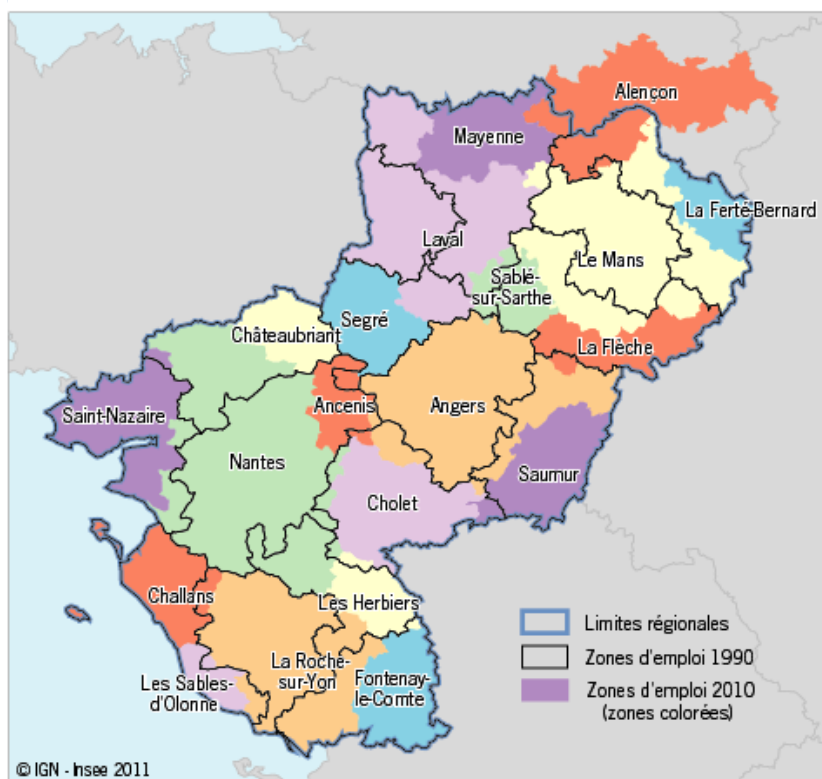 Alençon
Mayenne
La Ferté-Bernard
Laval
Le Mans
Sablé-
sur-Sarthe
Segré
Châteaubriant
La Flèche
Ancenis
Angers
Saint-Nazaire
Nantes
Saumur
Cholet
Challans
Les Herbiers
La Roche-
sur-Yon
Les Sables-
d'Olonne
Fontenay-
le-Comte
Limites régionales
Zones d'emploi 1990
Zones d'emploi 2010
(zones colorées)
© IGN - Insee 2011